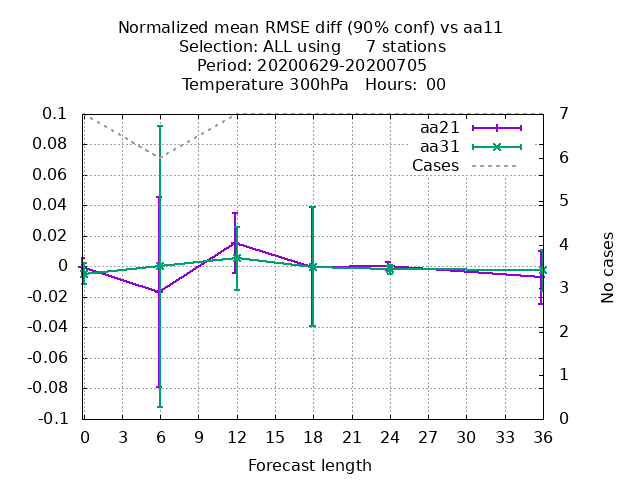 Normalized mean RMSE diff (90% conf) vs aa11
Selection: ALL using 7 stations
Period: 20200629-20200705
Temperature 300hPa Hours: 00
0.1
0.08
0.06
0.04
0.02
0
-0.02
-0.04
-0.06
-0.08
-0.1
aa21
aa31
Cases
7
6
5
4
3
2
1
0
No cases
0 3 6 9 12 15 18 21 24 27 30 33 36
Forecast length